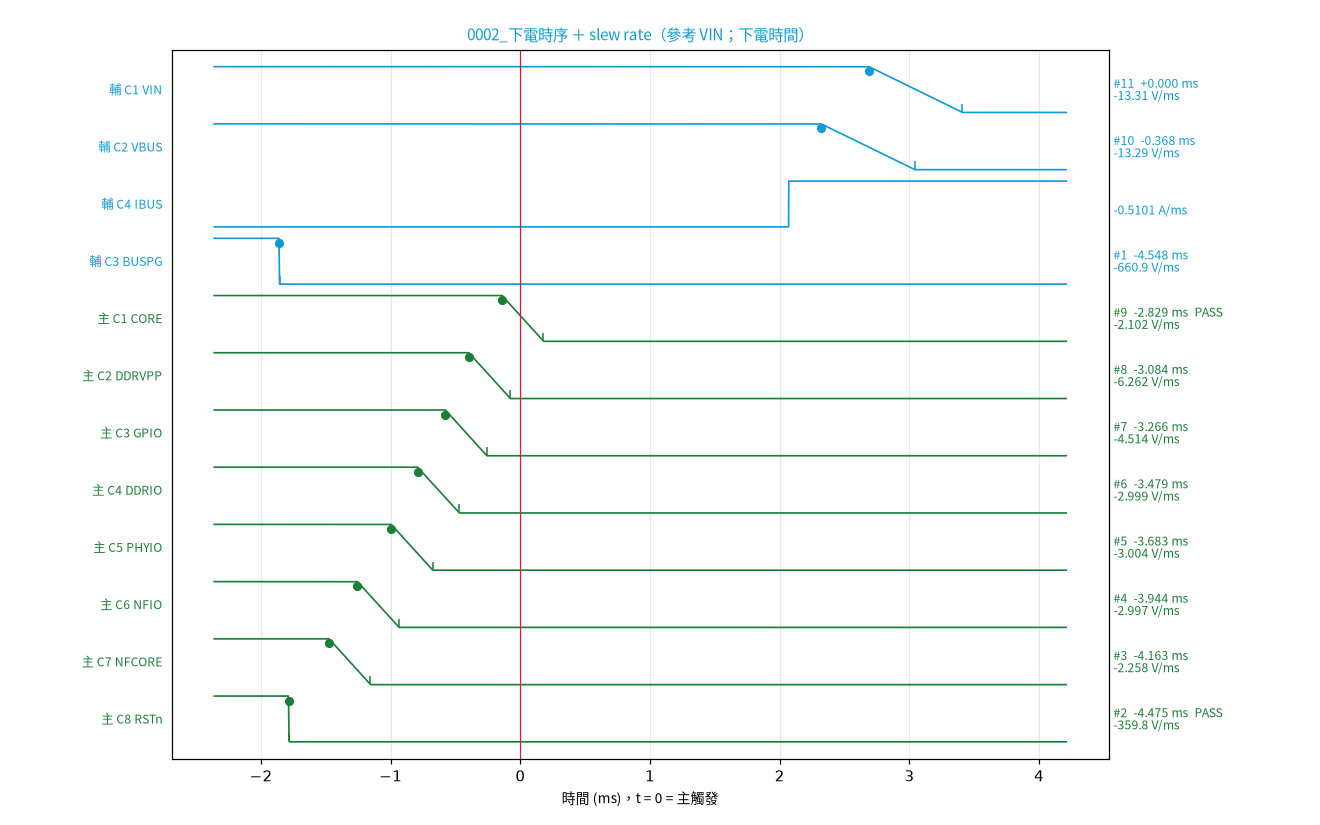 0002_下電時序 ＋ slew rate（參考 VIN；下電時間）
輔 C1 VIN
#11  +0.000 ms
-13.31 V/ms
輔 C2 VBUS
#10  -0.368 ms
-13.29 V/ms
輔 C4 IBUS
-0.5101 A/ms
輔 C3 BUSPG
#1  -4.548 ms
-660.9 V/ms
主 C1 CORE
#9  -2.829 ms  PASS
-2.102 V/ms
主 C2 DDRVPP
#8  -3.084 ms
-6.262 V/ms
主 C3 GPIO
#7  -3.266 ms
-4.514 V/ms
主 C4 DDRIO
#6  -3.479 ms
-2.999 V/ms
主 C5 PHYIO
#5  -3.683 ms
-3.004 V/ms
主 C6 NFIO
#4  -3.944 ms
-2.997 V/ms
主 C7 NFCORE
#3  -4.163 ms
-2.258 V/ms
主 C8 RSTn
#2  -4.475 ms  PASS
-359.8 V/ms
−2 −1 0 1 2 3 4
時間 (ms)，t = 0 = 主觸發